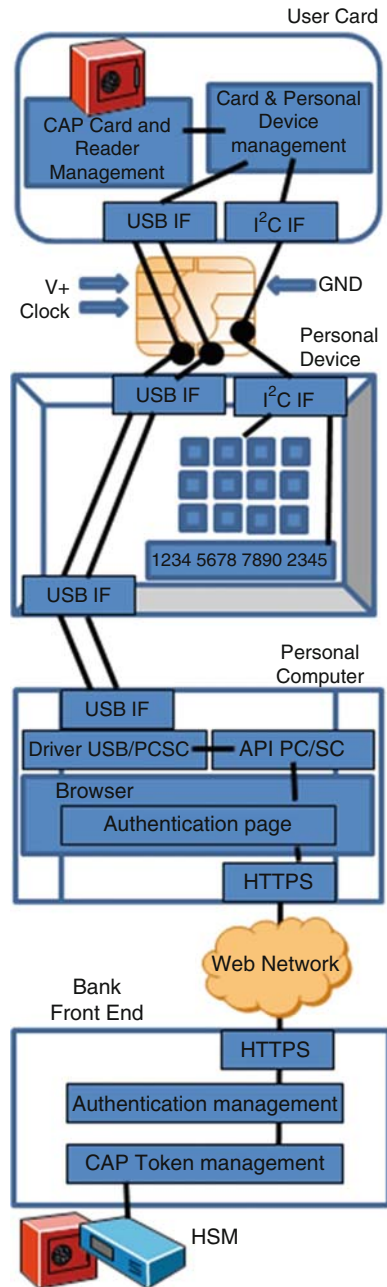 User Card
CAP Card and
Reader
Management
Card & Personal
Device
management
USB IF
I²C IF
V+
Clock
GND
Personal
Device
USB IF
I²C IF
1234 5678 7890 2345
USB IF
Personal
Computer
USB IF
Driver USB/PCSC
API PC/SC
Browser
Authentication page
HTTPS
Web Network
Bank
Front End
HTTPS
Authentication management
CAP Token management
HSM